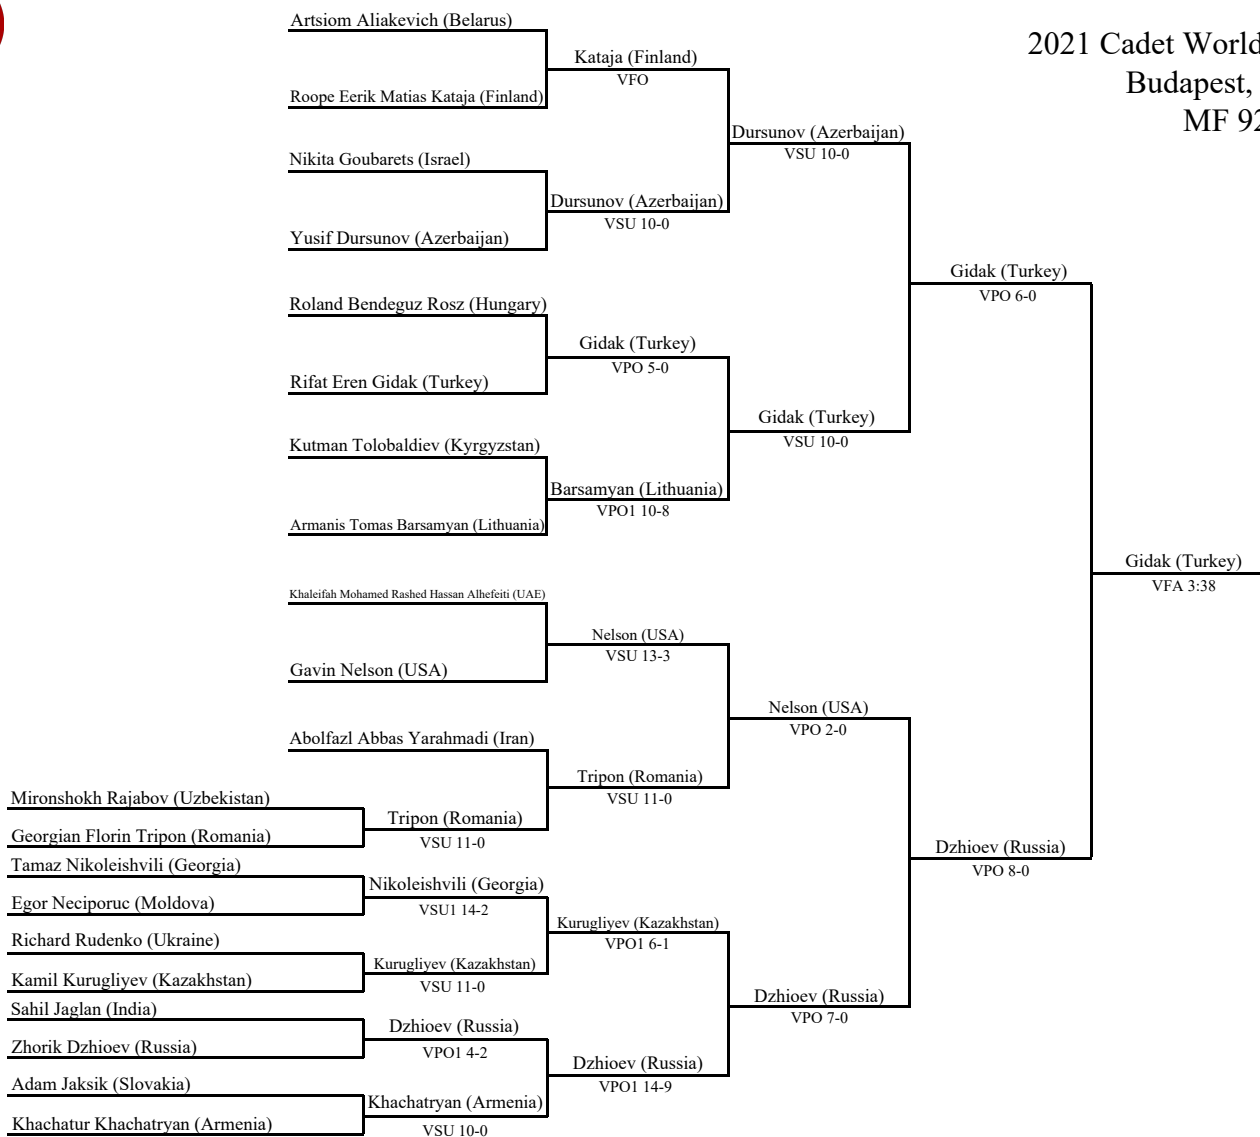 Artsiom Aliakevich (Belarus)
2021 Cadet World
Kataja (Finland)
VFO
Budapest,
Roope Eerik Matias Kataja (Finland)
MF 92
Dursunov (Azerbaijan)
VSU 10-0
Nikita Goubarets (Israel)
Dursunov (Azerbaijan)
VSU 10-0
Yusif Dursunov (Azerbaijan)
Gidak (Turkey)
VPO 6-0
Roland Bendeguz Rosz (Hungary)
Gidak (Turkey)
VPO 5-0
Rifat Eren Gidak (Turkey)
Gidak (Turkey)
VSU 10-0
Kutman Tolobaldiev (Kyrgyzstan)
Barsamyan (Lithuania)
VPO1 10-8
Armanis Tomas Barsamyan (Lithuania)
Gidak (Turkey)
VFA 3:38
Khaleifah Mohamed Rashed Hassan Alhefeiti (UAE)
Nelson (USA)
VSU 13-3
Gavin Nelson (USA)
Nelson (USA)
VPO 2-0
Abolfazl Abbas Yarahmadi (Iran)
Tripon (Romania)
VSU 11-0
Mironshokh Rajabov (Uzbekistan)
Tripon (Romania)
VSU 11-0
Georgian Florin Tripon (Romania)
Dzhioev (Russia)
VPO 8-0
Tamaz Nikoleishvili (Georgia)
Nikoleishvili (Georgia)
VSU1 14-2
Egor Neciporuc (Moldova)
Kurugliyev (Kazakhstan)
VPO1 6-1
Richard Rudenko (Ukraine)
Kurugliyev (Kazakhstan)
VSU 11-0
Kamil Kurugliyev (Kazakhstan)
Dzhioev (Russia)
VPO 7-0
Sahil Jaglan (India)
Dzhioev (Russia)
VPO1 4-2
Zhorik Dzhioev (Russia)
Dzhioev (Russia)
VPO1 14-9
Adam Jaksik (Slovakia)
Khachatryan (Armenia)
VSU 10-0
Khachatur Khachatryan (Armenia)